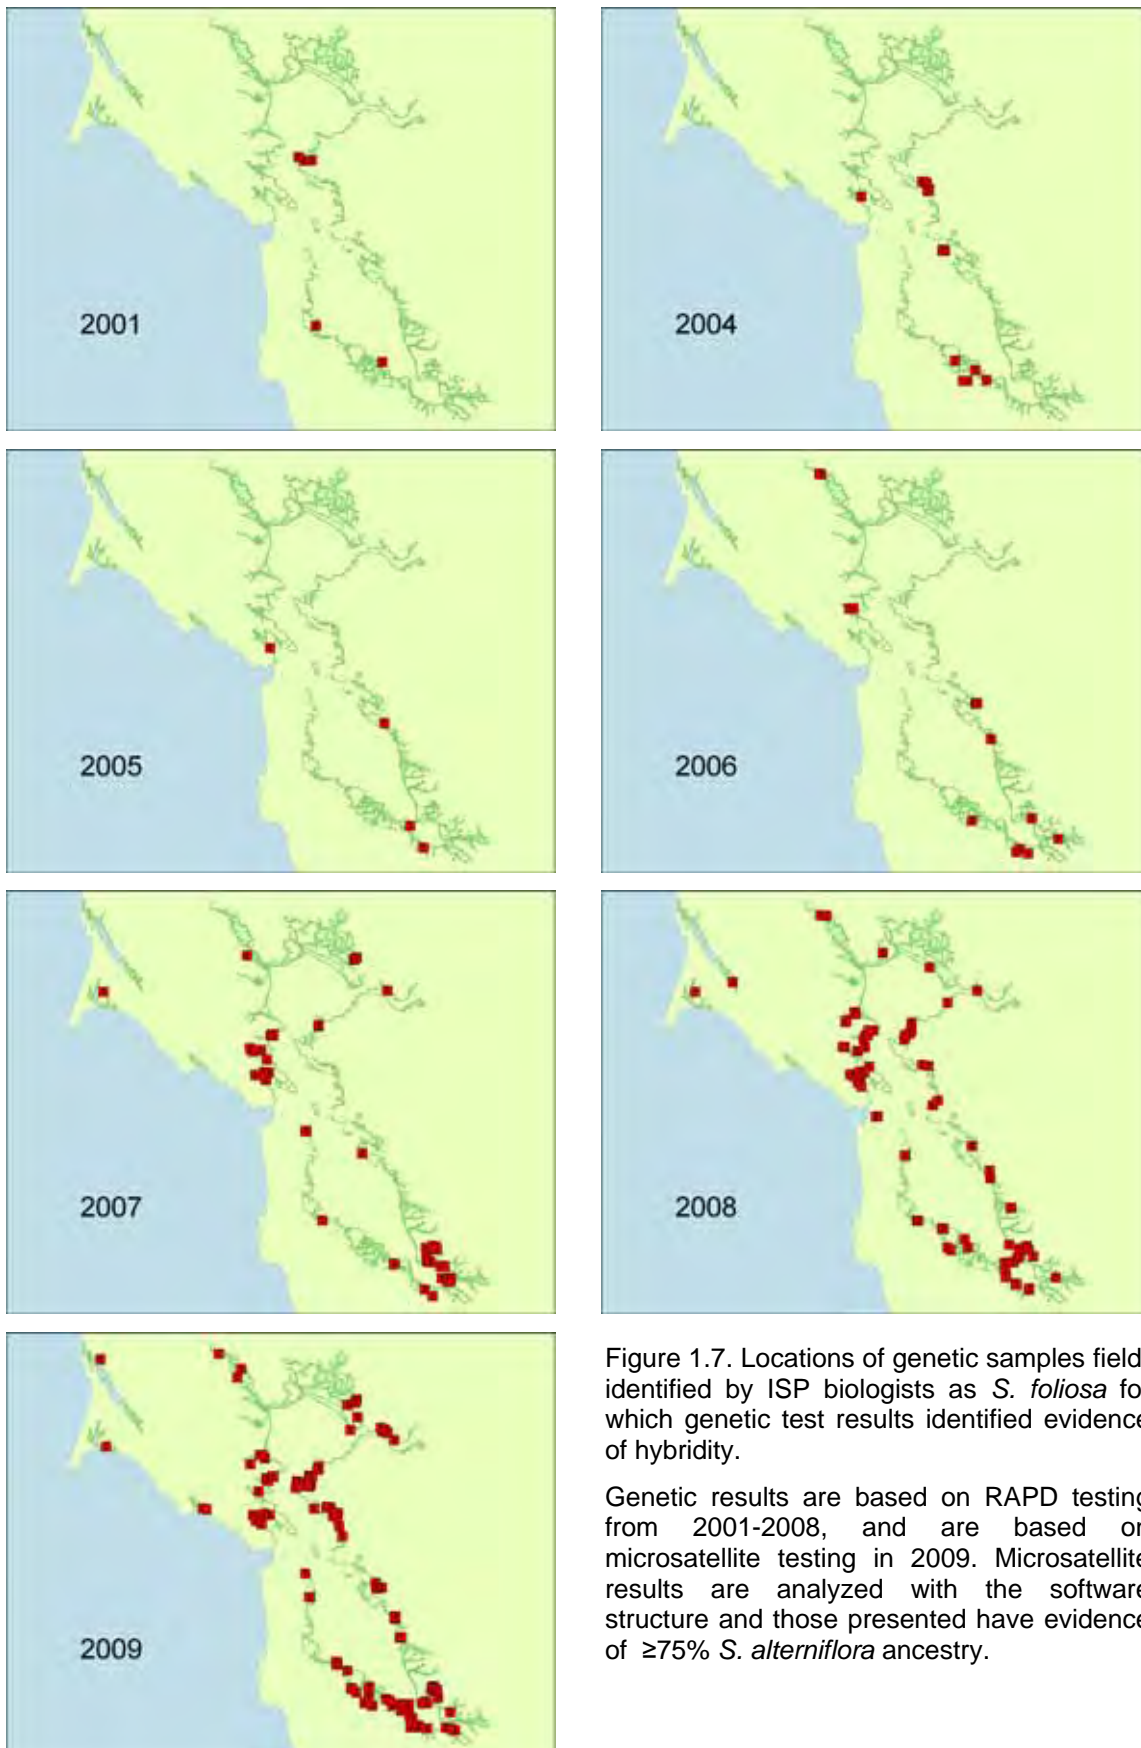 2001
2004
2005
2006
2007
2008
2009
Figure 1.7. Locations of genetic samples field
identified by ISP biologists as S. foliosa fo
which genetic test results identified evidence
of hybridity.
Genetic results are based on RAPD testing
from 2001-2008, and are based on
microsatellite testing in 2009. Microsatellite
results are analyzed with the software
structure and those presented have evidence
of ≥75% S. alterniflora ancestry.